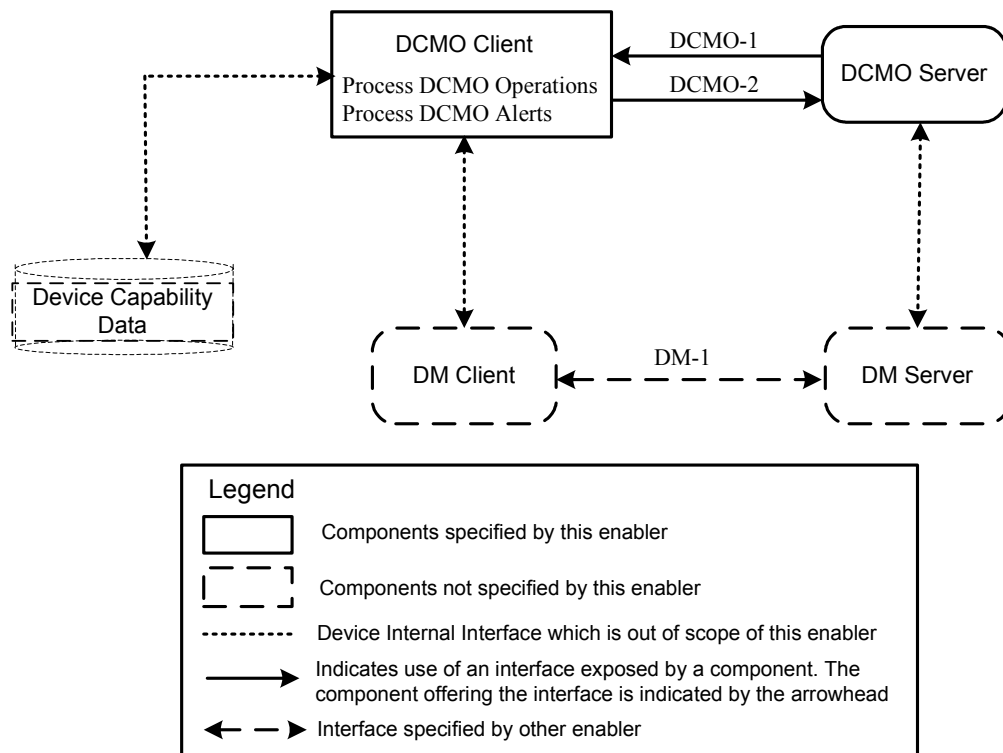 DCMO Client
Process DCMO Operations
Process DCMO Alerts
DCMO-1
DCMO-2
DCMO Server
Device Capability
Data
DM Client
DM-1
DM Server
Legend
Components specified by this enabler
Components not specified by this enabler
Device Internal Interface which is out of scope of this enabler
Indicates use of an interface exposed by a component. The
component offering the interface is indicated by the arrowhead
Interface specified by other enabler